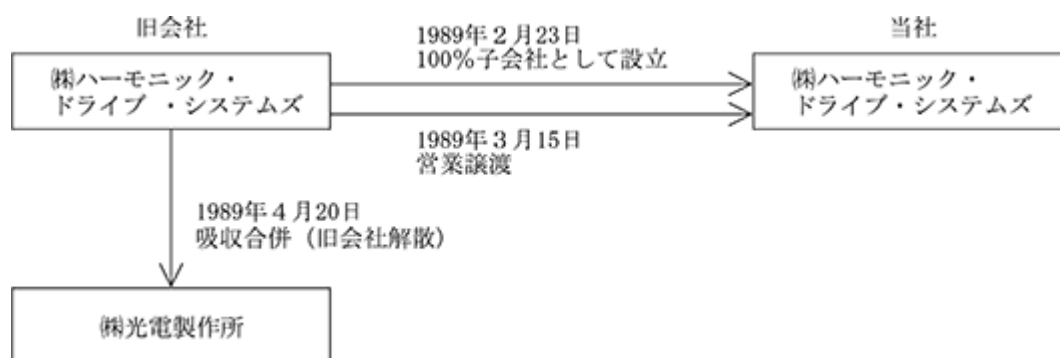 旧会社
当社
1989年２月23日
100％子会社として設立
㈱ハーモニック・
ドライブ ・システムズ
㈱ハーモニック・
ドライブ・システムズ
1989年３月15日
営業譲渡
1989年４月20日
吸収合併（旧会社解散）
㈱光電製作所